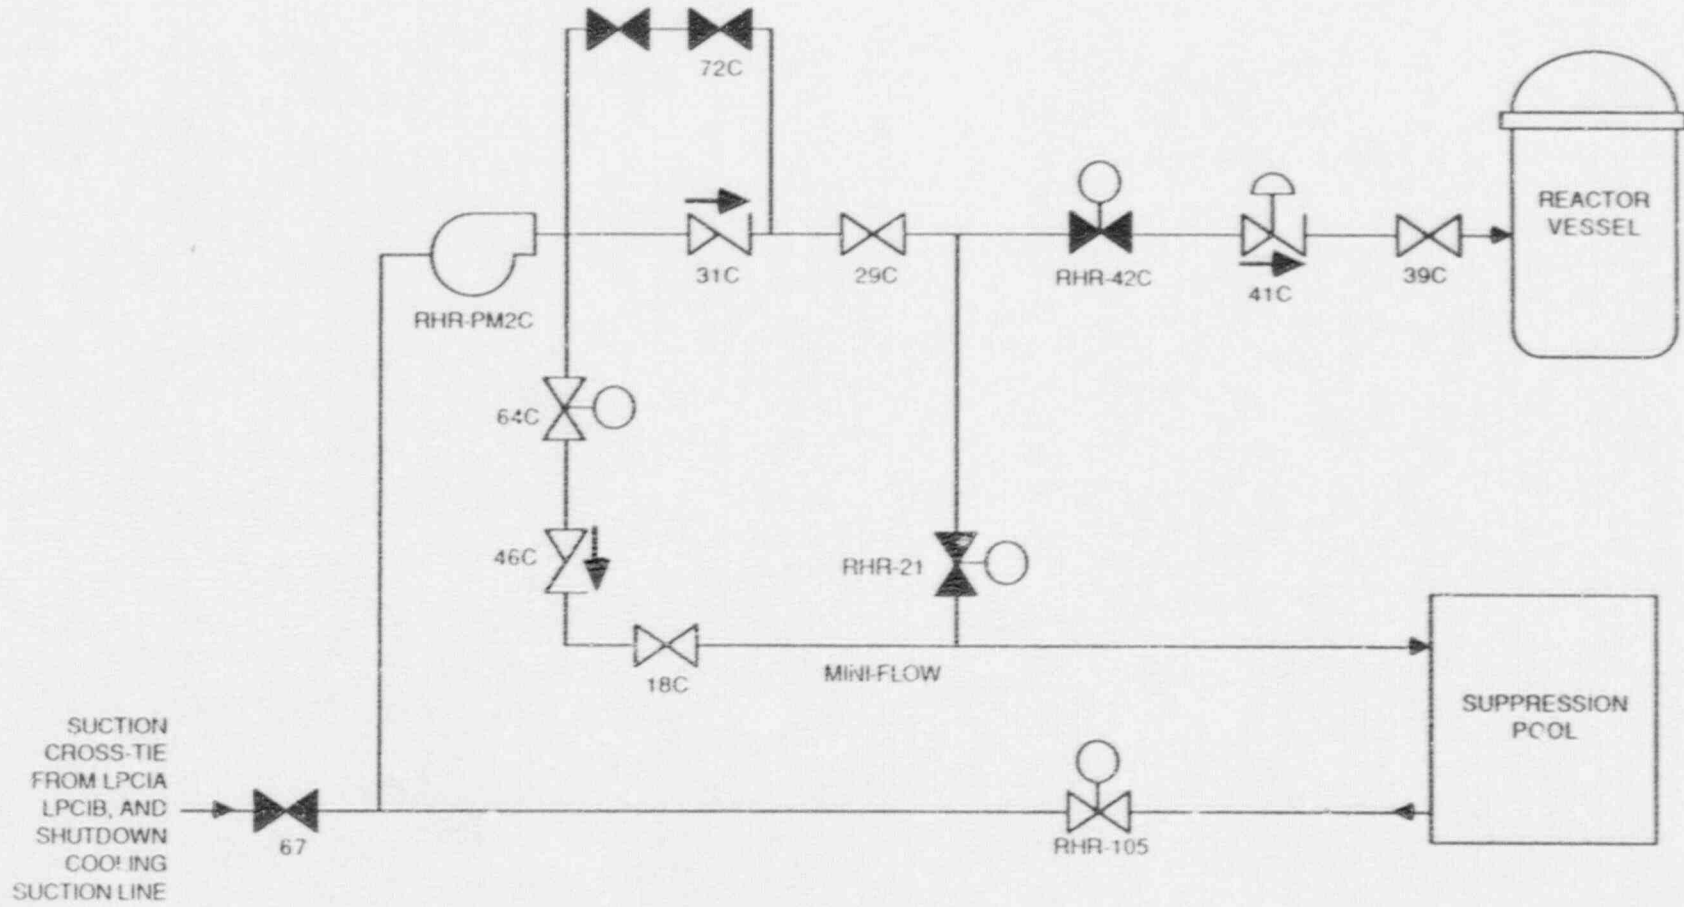 72C
REACTOR
VESSEL
31C
29C
RHR-42C
41C
39C
RHR-PM2C
64C
46C
RHR-21
18C
MINI-FLOW
SUPPRESSION
POOL
SUCTION
CROSS-TIE
FROM LPCIA
LPCIB, AND
SHUTDOWN
COOLING
SUCTION LINE
67
RHR-105